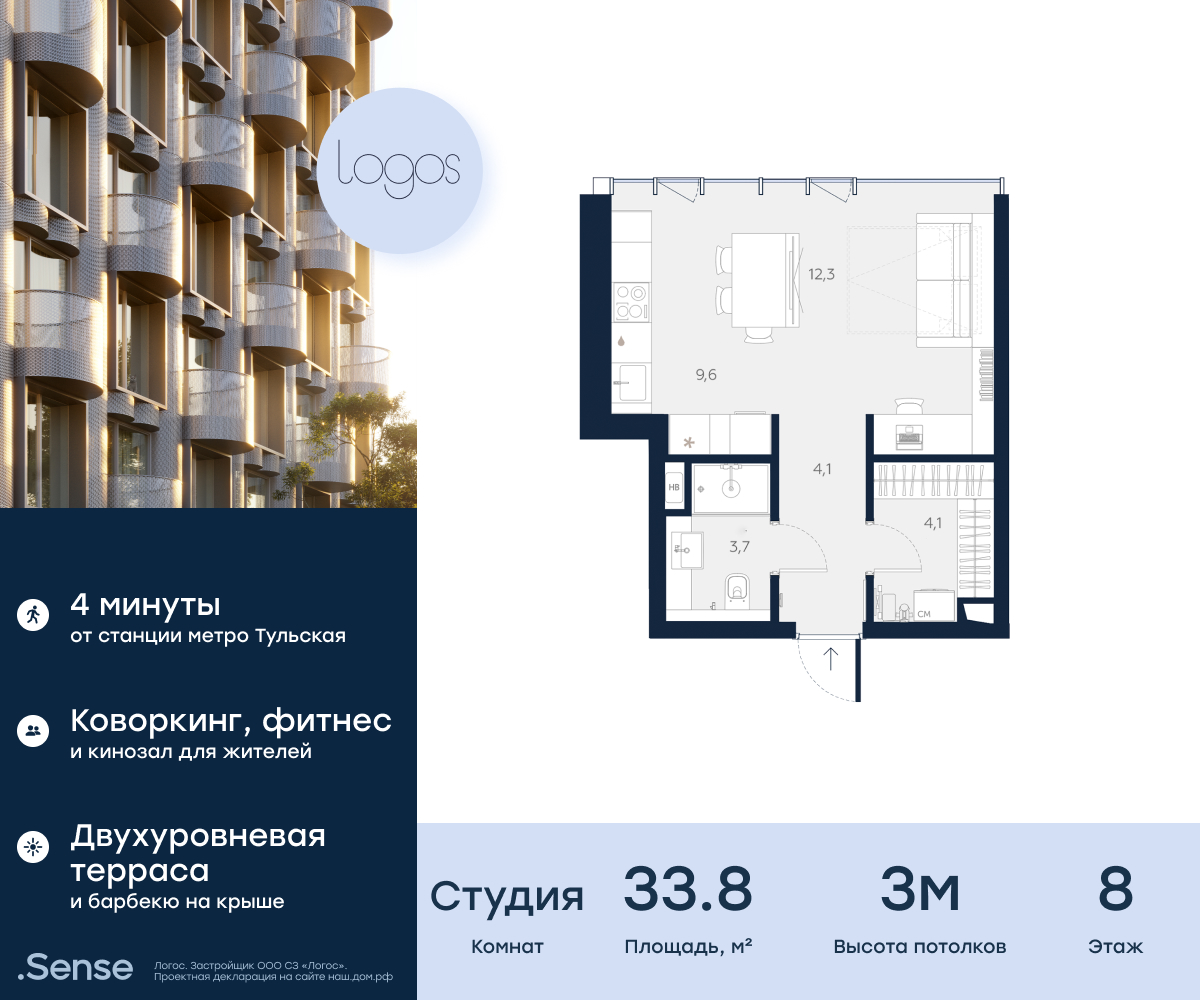 logos
12,3
9,6
4,1
НВ
3,7
4,1
СМ
4 минуты
от станции метро Тульская
Коворкинг, фитнес
и кинозал для жителей
Двухуровневая
терраса
и барбекю на крыше
.Sense
Логос. Застройщик ООО СЗ «Логос».
Проектная декларация на сайте наш.дом.рф
Студия
Комнат
33.8
Площадь, м²
3м
Высота потолков
8
Этаж